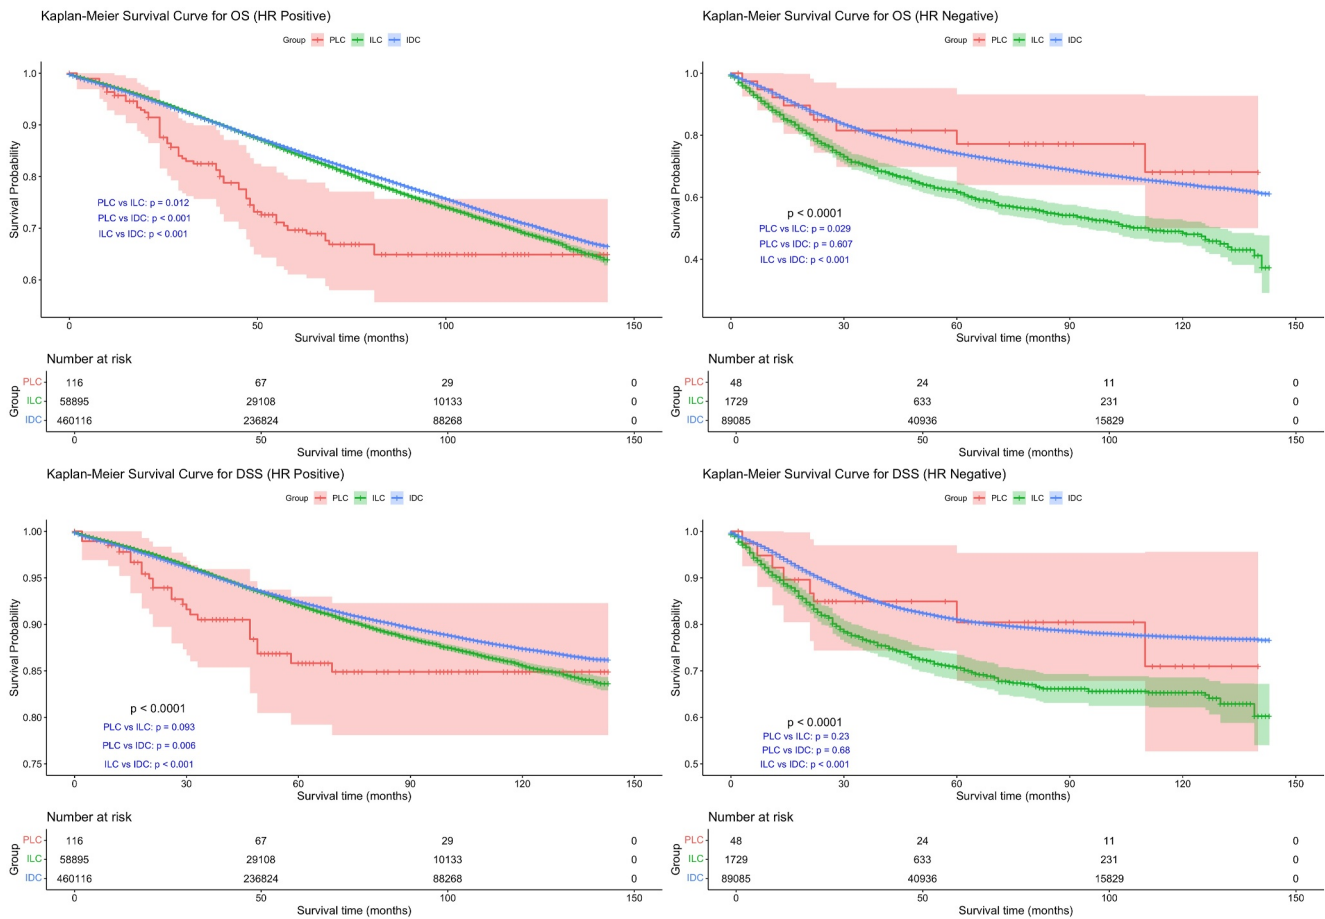 Kaplan-Meier Survival Curve for OS (HR Positive)
Group PLC ILC IDC
1.0
0.9
0.8
0.7
0.6
Survival Probability
PLC vs ILC: p = 0.012
PLC vs IDC: p < 0.001
ILC vs IDC: p < 0.001
0 50 100 150
Survival time (months)
Number at risk
Group
PLC 116 67 29 0
ILC 58895 29108 10133 0
IDC 460116 236824 88268 0
0 50 100 150
Survival time (months)
Kaplan-Meier Survival Curve for OS (HR Negative)
Group PLC ILC IDC
1.0
0.8
0.6
0.4
Survival Probability
p < 0.0001
PLC vs ILC: p = 0.029
PLC vs IDC: p = 0.607
ILC vs IDC: p < 0.001
0 30 60 90 120 150
Survival time (months)
Number at risk
Group
PLC 48 24 11 0
ILC 1729 633 231 0
IDC 89085 40936 15829 0
0 50 100 150
Survival time (months)
Kaplan-Meier Survival Curve for DSS (HR Positive)
Group PLC ILC IDC
1.00
0.95
0.90
0.85
0.80
0.75
Survival Probability
p < 0.0001
PLC vs ILC: p = 0.093
PLC vs IDC: p = 0.006
ILC vs IDC: p < 0.001
0 30 60 90 120 150
Survival time (months)
Number at risk
Group
PLC 116 67 29 0
ILC 58895 29108 10133 0
IDC 460116 236824 88268 0
0 50 100 150
Survival time (months)
Kaplan-Meier Survival Curve for DSS (HR Negative)
Group PLC ILC IDC
1.0
0.9
0.8
0.7
0.6
0.5
Survival Probability
p < 0.0001
PLC vs ILC: p = 0.23
PLC vs IDC: p = 0.68
ILC vs IDC: p < 0.001
0 30 60 90 120 150
Survival time (months)
Number at risk
Group
PLC 48 24 11 0
ILC 1729 633 231 0
IDC 89085 40936 15829 0
0 50 100 150
Survival time (months)